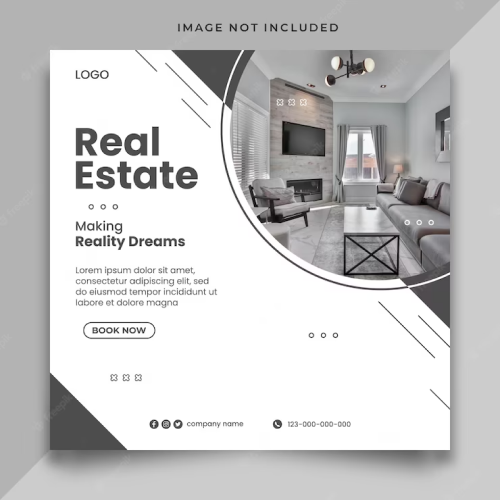 IMAGE NOT INCLUDED
LOGO
Real
Estate
Making
Reality Dreams
Lorem ipsum dolor sit amet,
consectetur adipiscing elit, sed
do eiusmod tempor incididunt ut
labore et dolore magna
BOOK NOW
company name
123-000-000-000